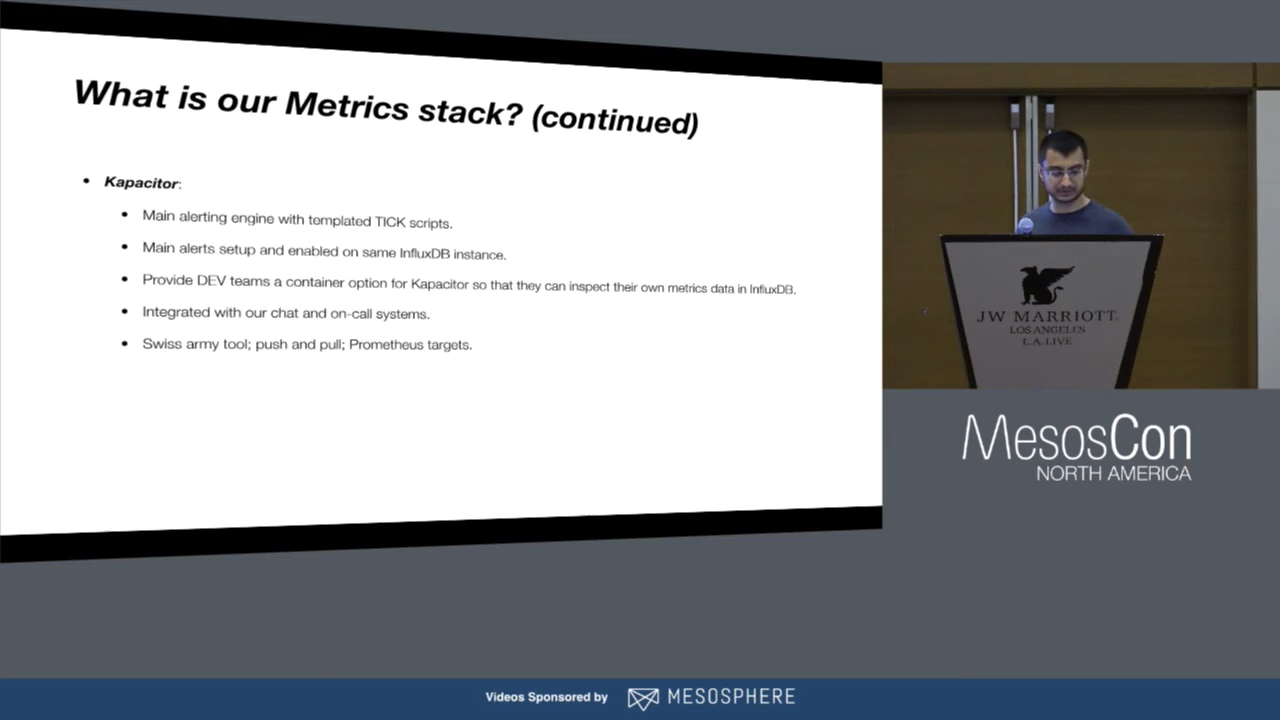 What is our Metrics stack? (continued)
• Kapacitor:
• Main alerting engine with templated TICK scripts.
• Main alerts setup and enabled on same InfluxDB instance.
• Provide DEV teams a container option for Kapacitor so that they can inspect their own metrics data in InfluxDB.
• Integrated with our chat and on-call systems.
• Swiss army tool; push and pull; Prometheus targets.
JW MARRIOTT
LOS ANGELES
L.A. LIVE
MesosCon
NORTH AMERICA
Videos Sponsored by MESOSPHERE